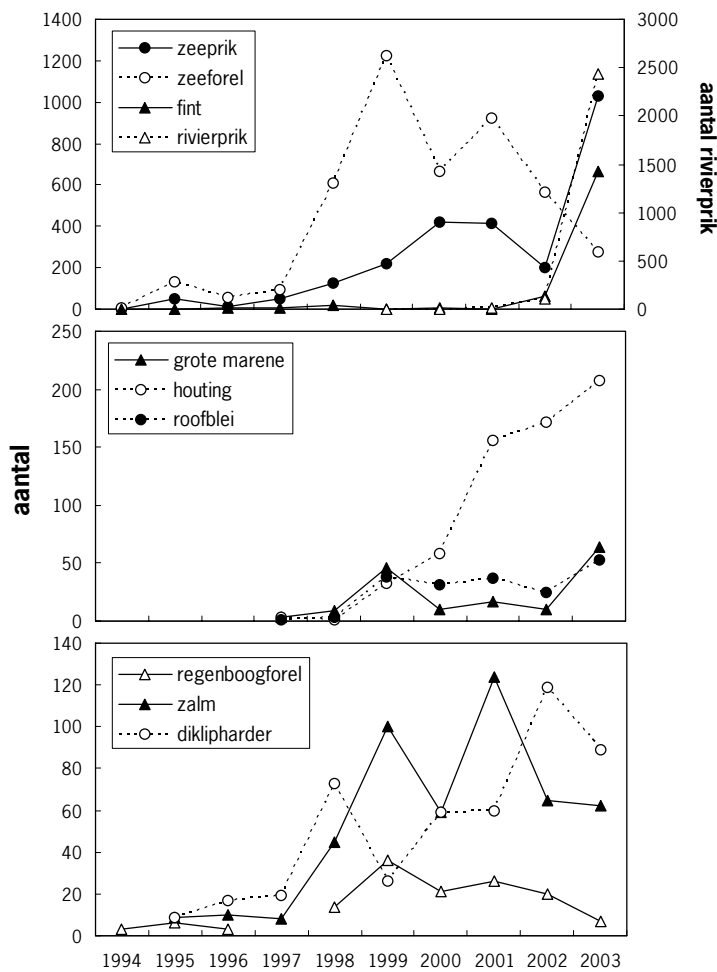 1400
1200
1000
800
600
400
200
0
zeeprik
zeeforel
fint
rivierprik
3000
2500
2000
1500
1000
500
0
aantal rivierprik
250
200
150
100
50
0
grote marene
houting
roofblei
aantal
140
120
100
80
60
40
20
0
regenboogforel
zalm
diklipharder
1994 1995 1996 1997 1998 1999 2000 2001 2002 2003